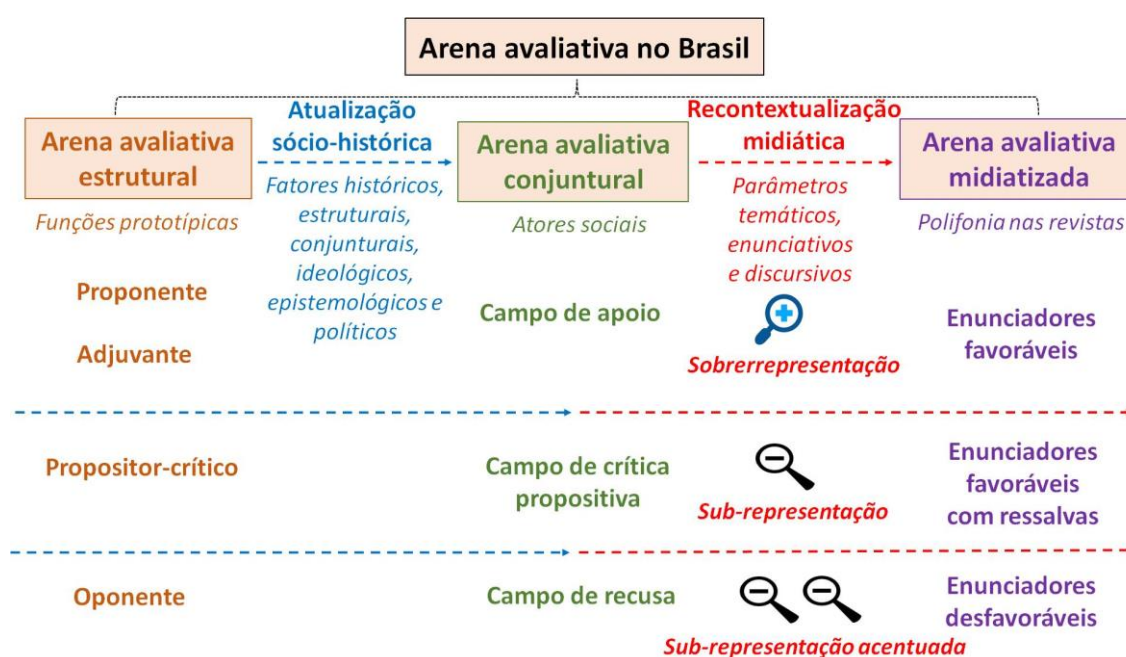 Arena avaliativa no Brasil
Arena avaliativa
estrutural
Funções prototípicas
Atualização
sócio-histórica
Fatores históricos,
estruturais,
conjunturais,
ideológicos,
epistemológicos e
políticos
Arena avaliativa
conjuntural
Atores sociais
Recontextualização
midiática
Parâmetros
temáticos,
enunciativos
e discursivos
Arena avaliativa
midiatizada
Polifonia nas revistas
Proponente
Adjuvante
Campo de apoio
Sobrerrepresentação
Enunciadores
favoráveis
Propositor-crítico
Campo de crítica
propositiva
Sub-representação
Enunciadores
favoráveis
com ressalvas
Oponente
Campo de recusa
Sub-representação acentuada
Enunciadores
desfavoráveis